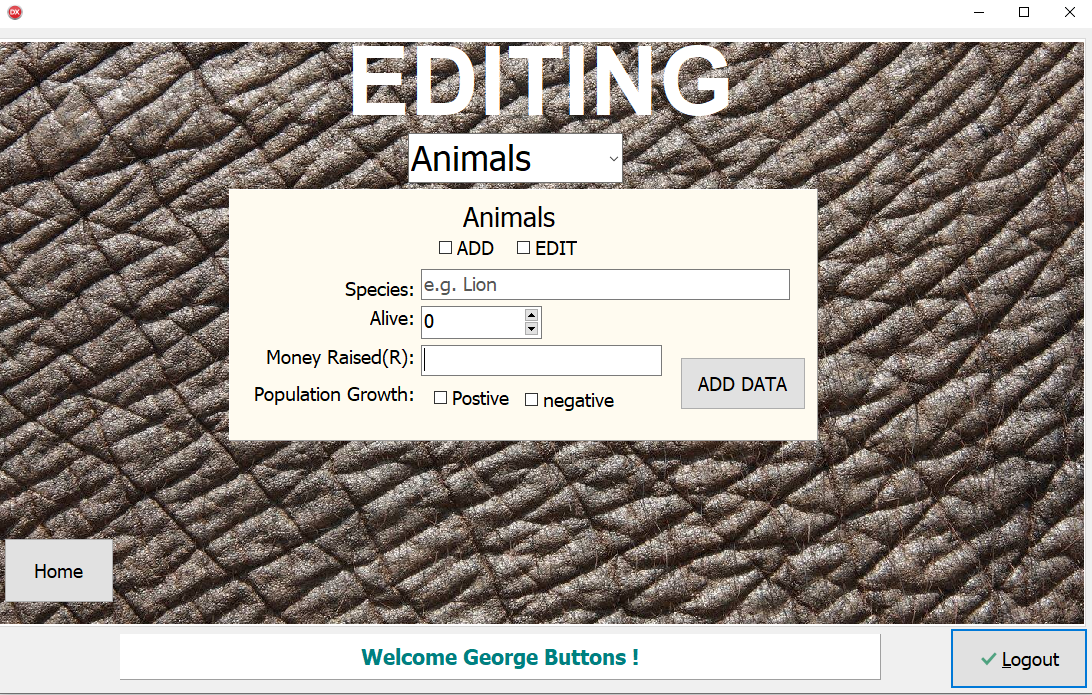 DX
EDITING
Animals
Animals
ADD EDIT
Species: e.g. Lion
Alive: 0
Money Raised(R):
ADD DATA
Population Growth: Postive negative
Home
Welcome George Buttons !
Logout